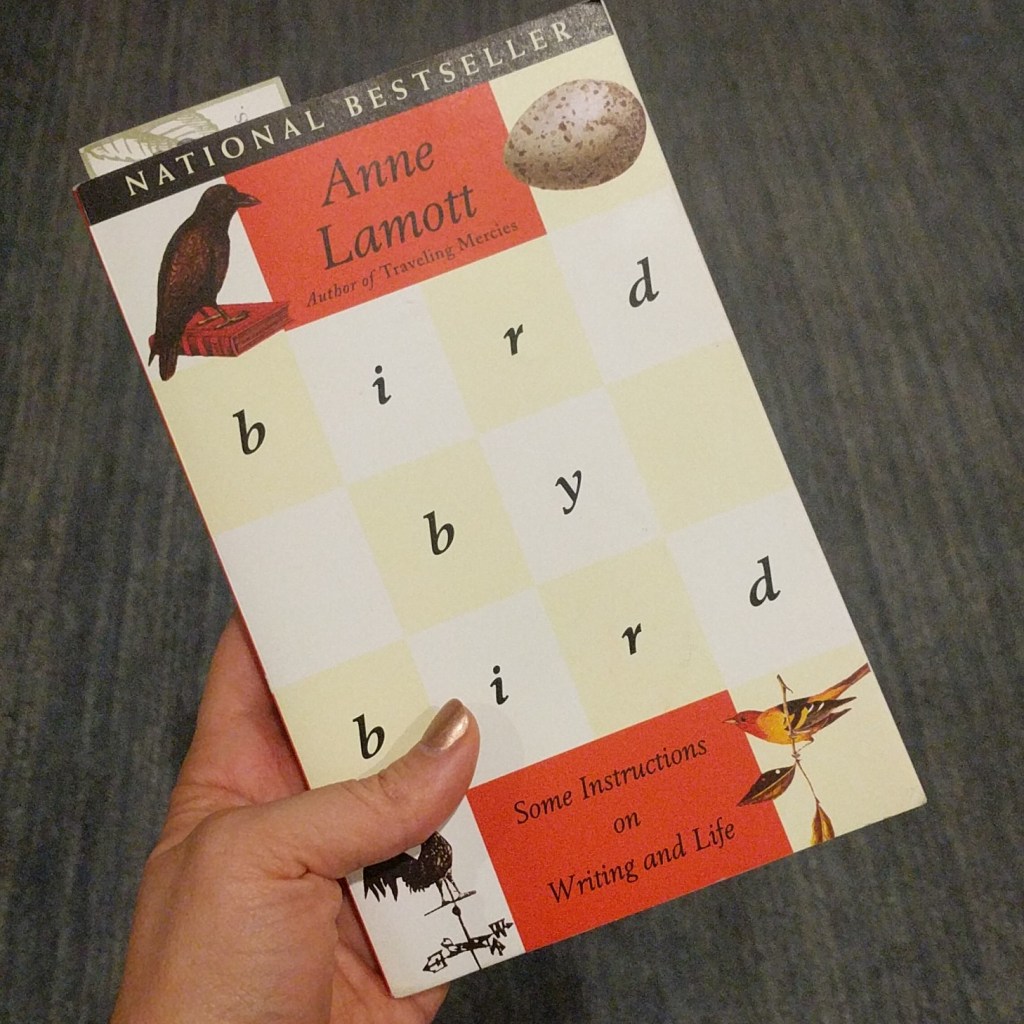 NATIONAL BESTSELLER
Anne
Lamott
Author of Traveling Mercies
b i r d
b y
b i r d
Some Instructions
on
Writing and Life